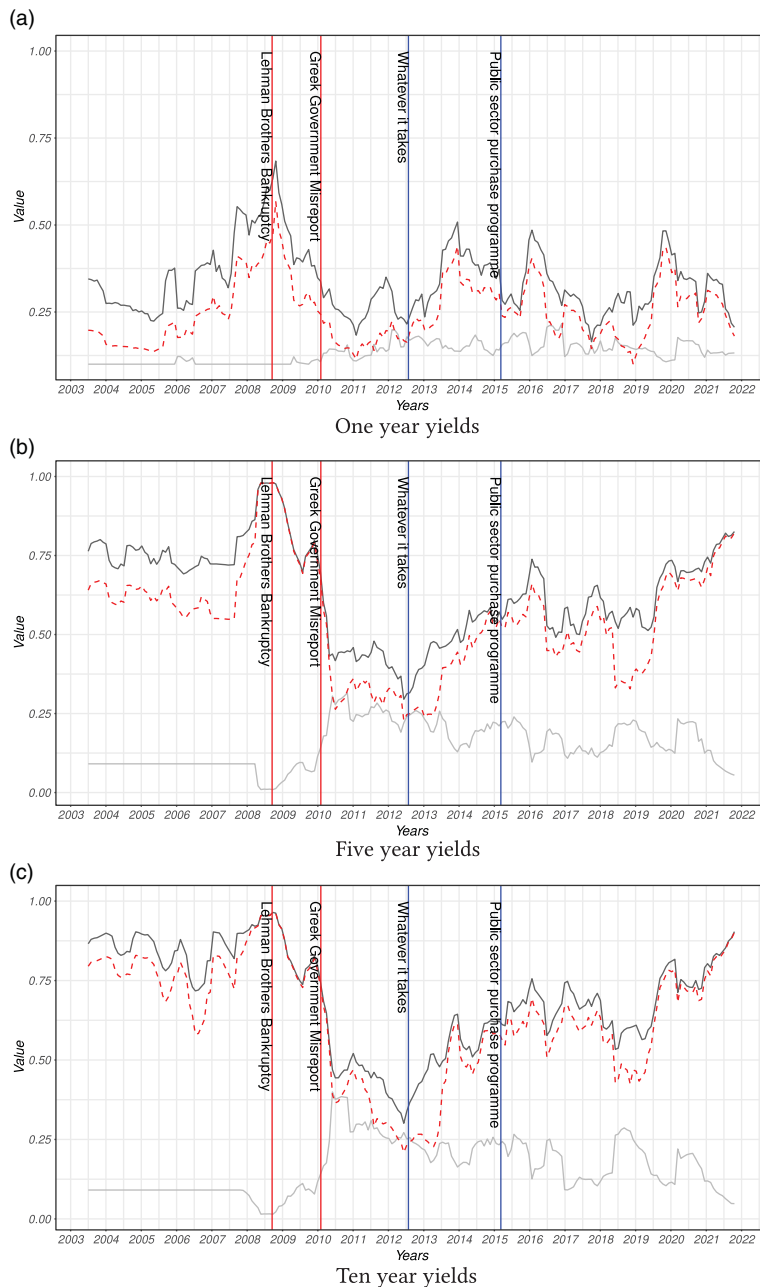 (a)
1.00
0.75
0.50
0.25
Value
Lehman Brothers Bankruptcy
Greek Government Misreport
Whatever it takes
Public sector purchase programme
2003 2004 2005 2006 2007 2008 2009 2010 2011 2012 2013 2014 2015 2016 2017 2018 2019 2020 2021 2022
Years
One year yields
(b)
1.00
0.75
0.50
0.25
0.00
Value
Lehman Brothers Bankruptcy
Greek Government Misreport
Whatever it takes
Public sector purchase programme
2003 2004 2005 2006 2007 2008 2009 2010 2011 2012 2013 2014 2015 2016 2017 2018 2019 2020 2021 2022
Years
Five year yields
(c)
1.00
0.75
0.50
0.25
0.00
Value
Lehman Brothers Bankruptcy
Greek Government Misreport
Whatever it takes
Public sector purchase programme
2003 2004 2005 2006 2007 2008 2009 2010 2011 2012 2013 2014 2015 2016 2017 2018 2019 2020 2021 2022
Years
Ten year yields